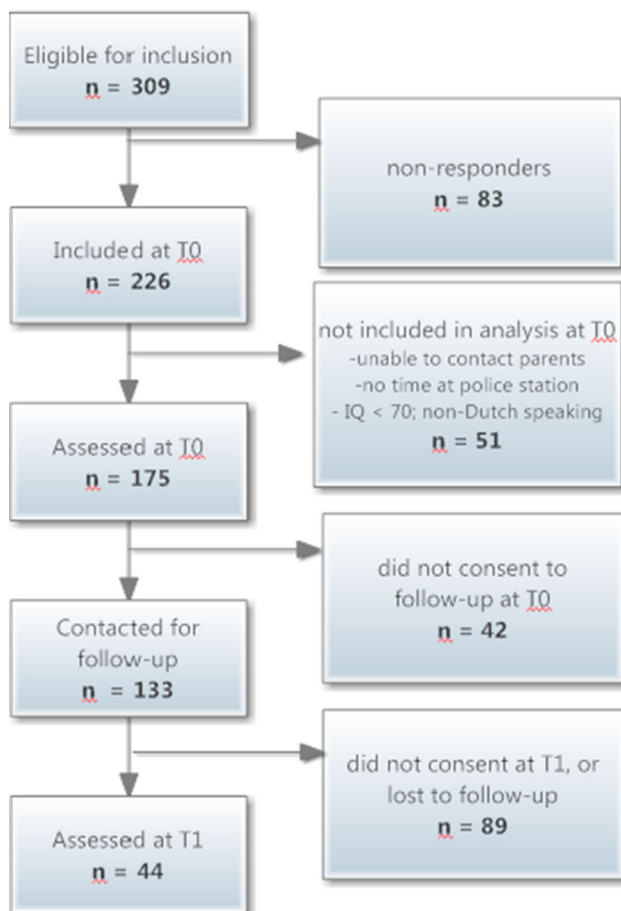 Eligible for inclusion
n = 309
non-responders
n = 83
Included at T0
n = 226
not included in analysis at T0
-unable to contact parents
-no time at police station
- IQ < 70; non-Dutch speaking
n = 51
Assessed at T0
n = 175
did not consent to
follow-up at T0
n = 42
Contacted for
follow-up
n = 133
did not consent at T1, or
lost to follow-up
n = 89
Assessed at T1
n = 44